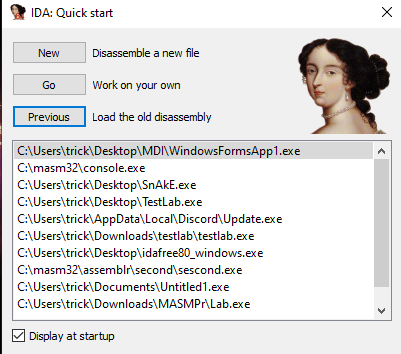 IDA: Quick start
New Disassemble a new file
Go Work on your own
Previous Load the old disassembly
C:\Users\trick\Desktop\MDI\WindowsFormsApp1.exe
C:\masm32\console.exe
C:\Users\trick\Desktop\SnAkE.exe
C:\Users\trick\Desktop\TestLab.exe
C:\Users\trick\AppData\Local\Discord\Update.exe
C:\Users\trick\Downloads\testlab\testlab.exe
C:\Users\trick\Desktop\idafree80_windows.exe
C:\masm32\assemblr\second\sescond.exe
C:\Users\trick\Documents\Untitled1.exe
C:\Users\trick\Downloads\MASMPr\Lab.exe
Display at startup